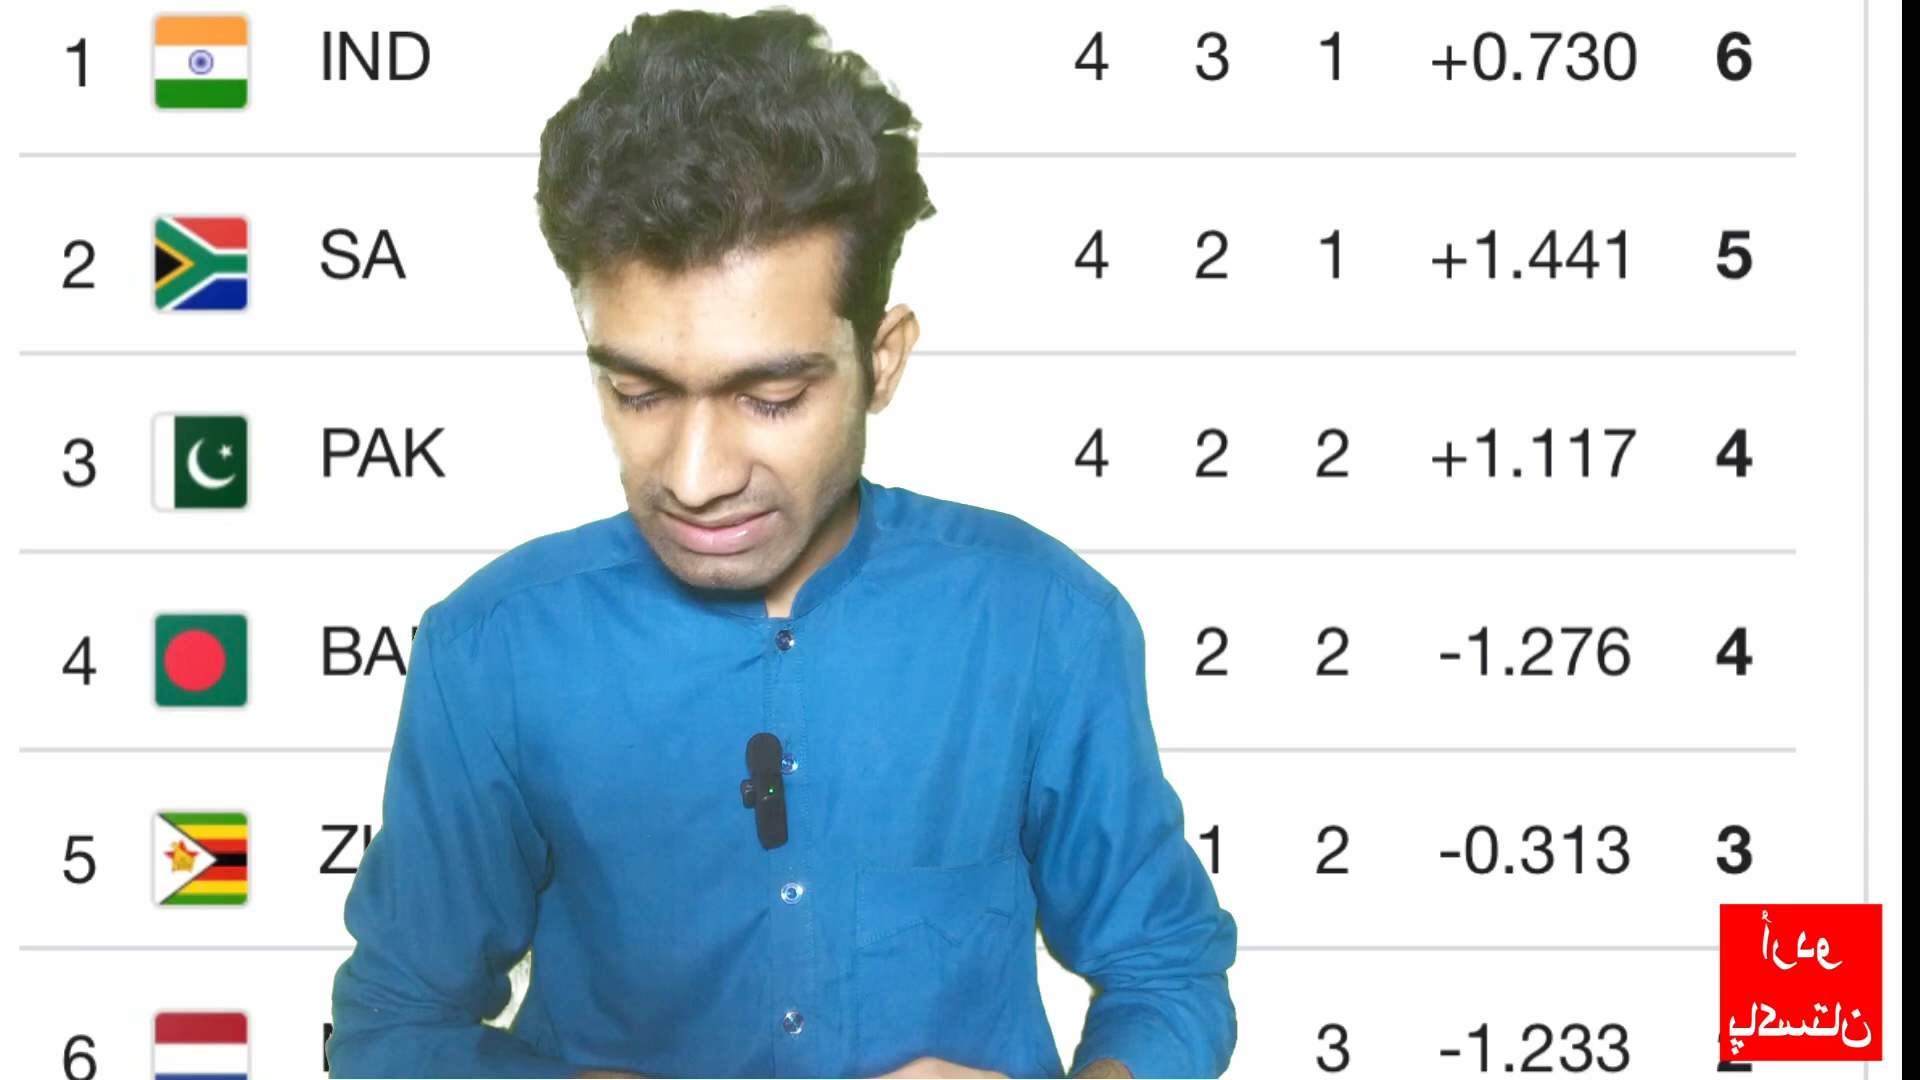 1 IND 4 3 1 +0.730 6
2 SA 4 2 1 +1.441 5
3 PAK 4 2 2 +1.117 4
4 2 2 -1.276 4
5 1 2 -0.313 3
6 3 -1.233
اُردو
پاکستان